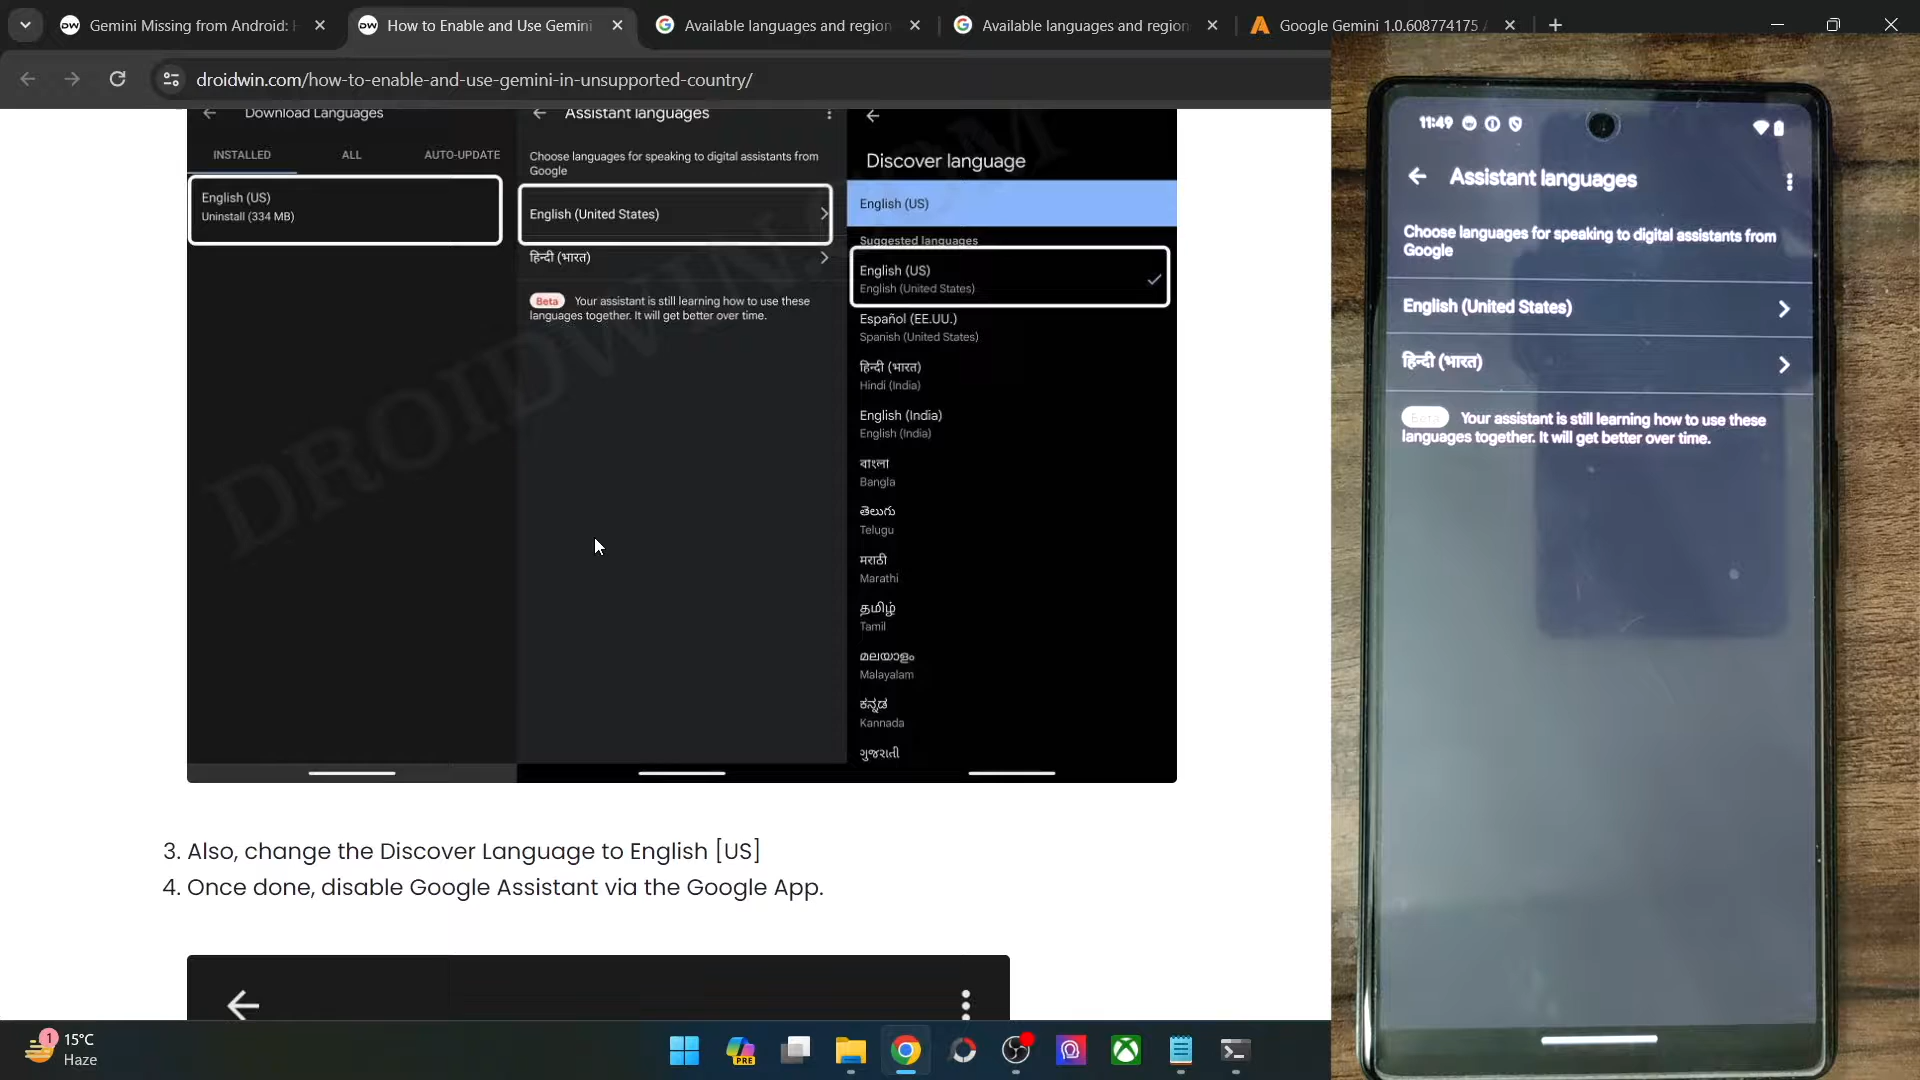 Gemini Missing from Android: H
How to Enable and Use Gemini
Available languages and region
Available languages and region
Google Gemini 1.0.608774175 /
droidwin.com/how-to-enable-and-use-gemini-in-unsupported-country/
Download Languages
INSTALLED
ALL
AUTO-UPDATE
English (US)
Uninstall (334 MB)
Assistant languages
Choose languages for speaking to digital assistants from
Google
English (United States)
हिन्दी (भारत)
Beta Your assistant is still learning how to use these
languages together. It will get better over time.
Discover language
English (US)
Suggested languages
English (US)
English (United States)
Español (EE.UU.)
Spanish (United States)
हिन्दी (भारत)
Hindi (India)
English (India)
English (India)
বাংলা
Bangla
తెలుగు
Telugu
मराठी
Marathi
தமிழ்
Tamil
മലയാളം
Malayalam
ಕನ್ನಡ
Kannada
ગુજરાતી
DROIDWIN.COM
3. Also, change the Discover Language to English [US]
4. Once done, disable Google Assistant via the Google App.
11:49
Assistant languages
Choose languages for speaking to digital assistants from
Google
English (United States)
हिन्दी (भारत)
Beta Your assistant is still learning how to use these
languages together. It will get better over time.
1
15°C
Haze
PRE